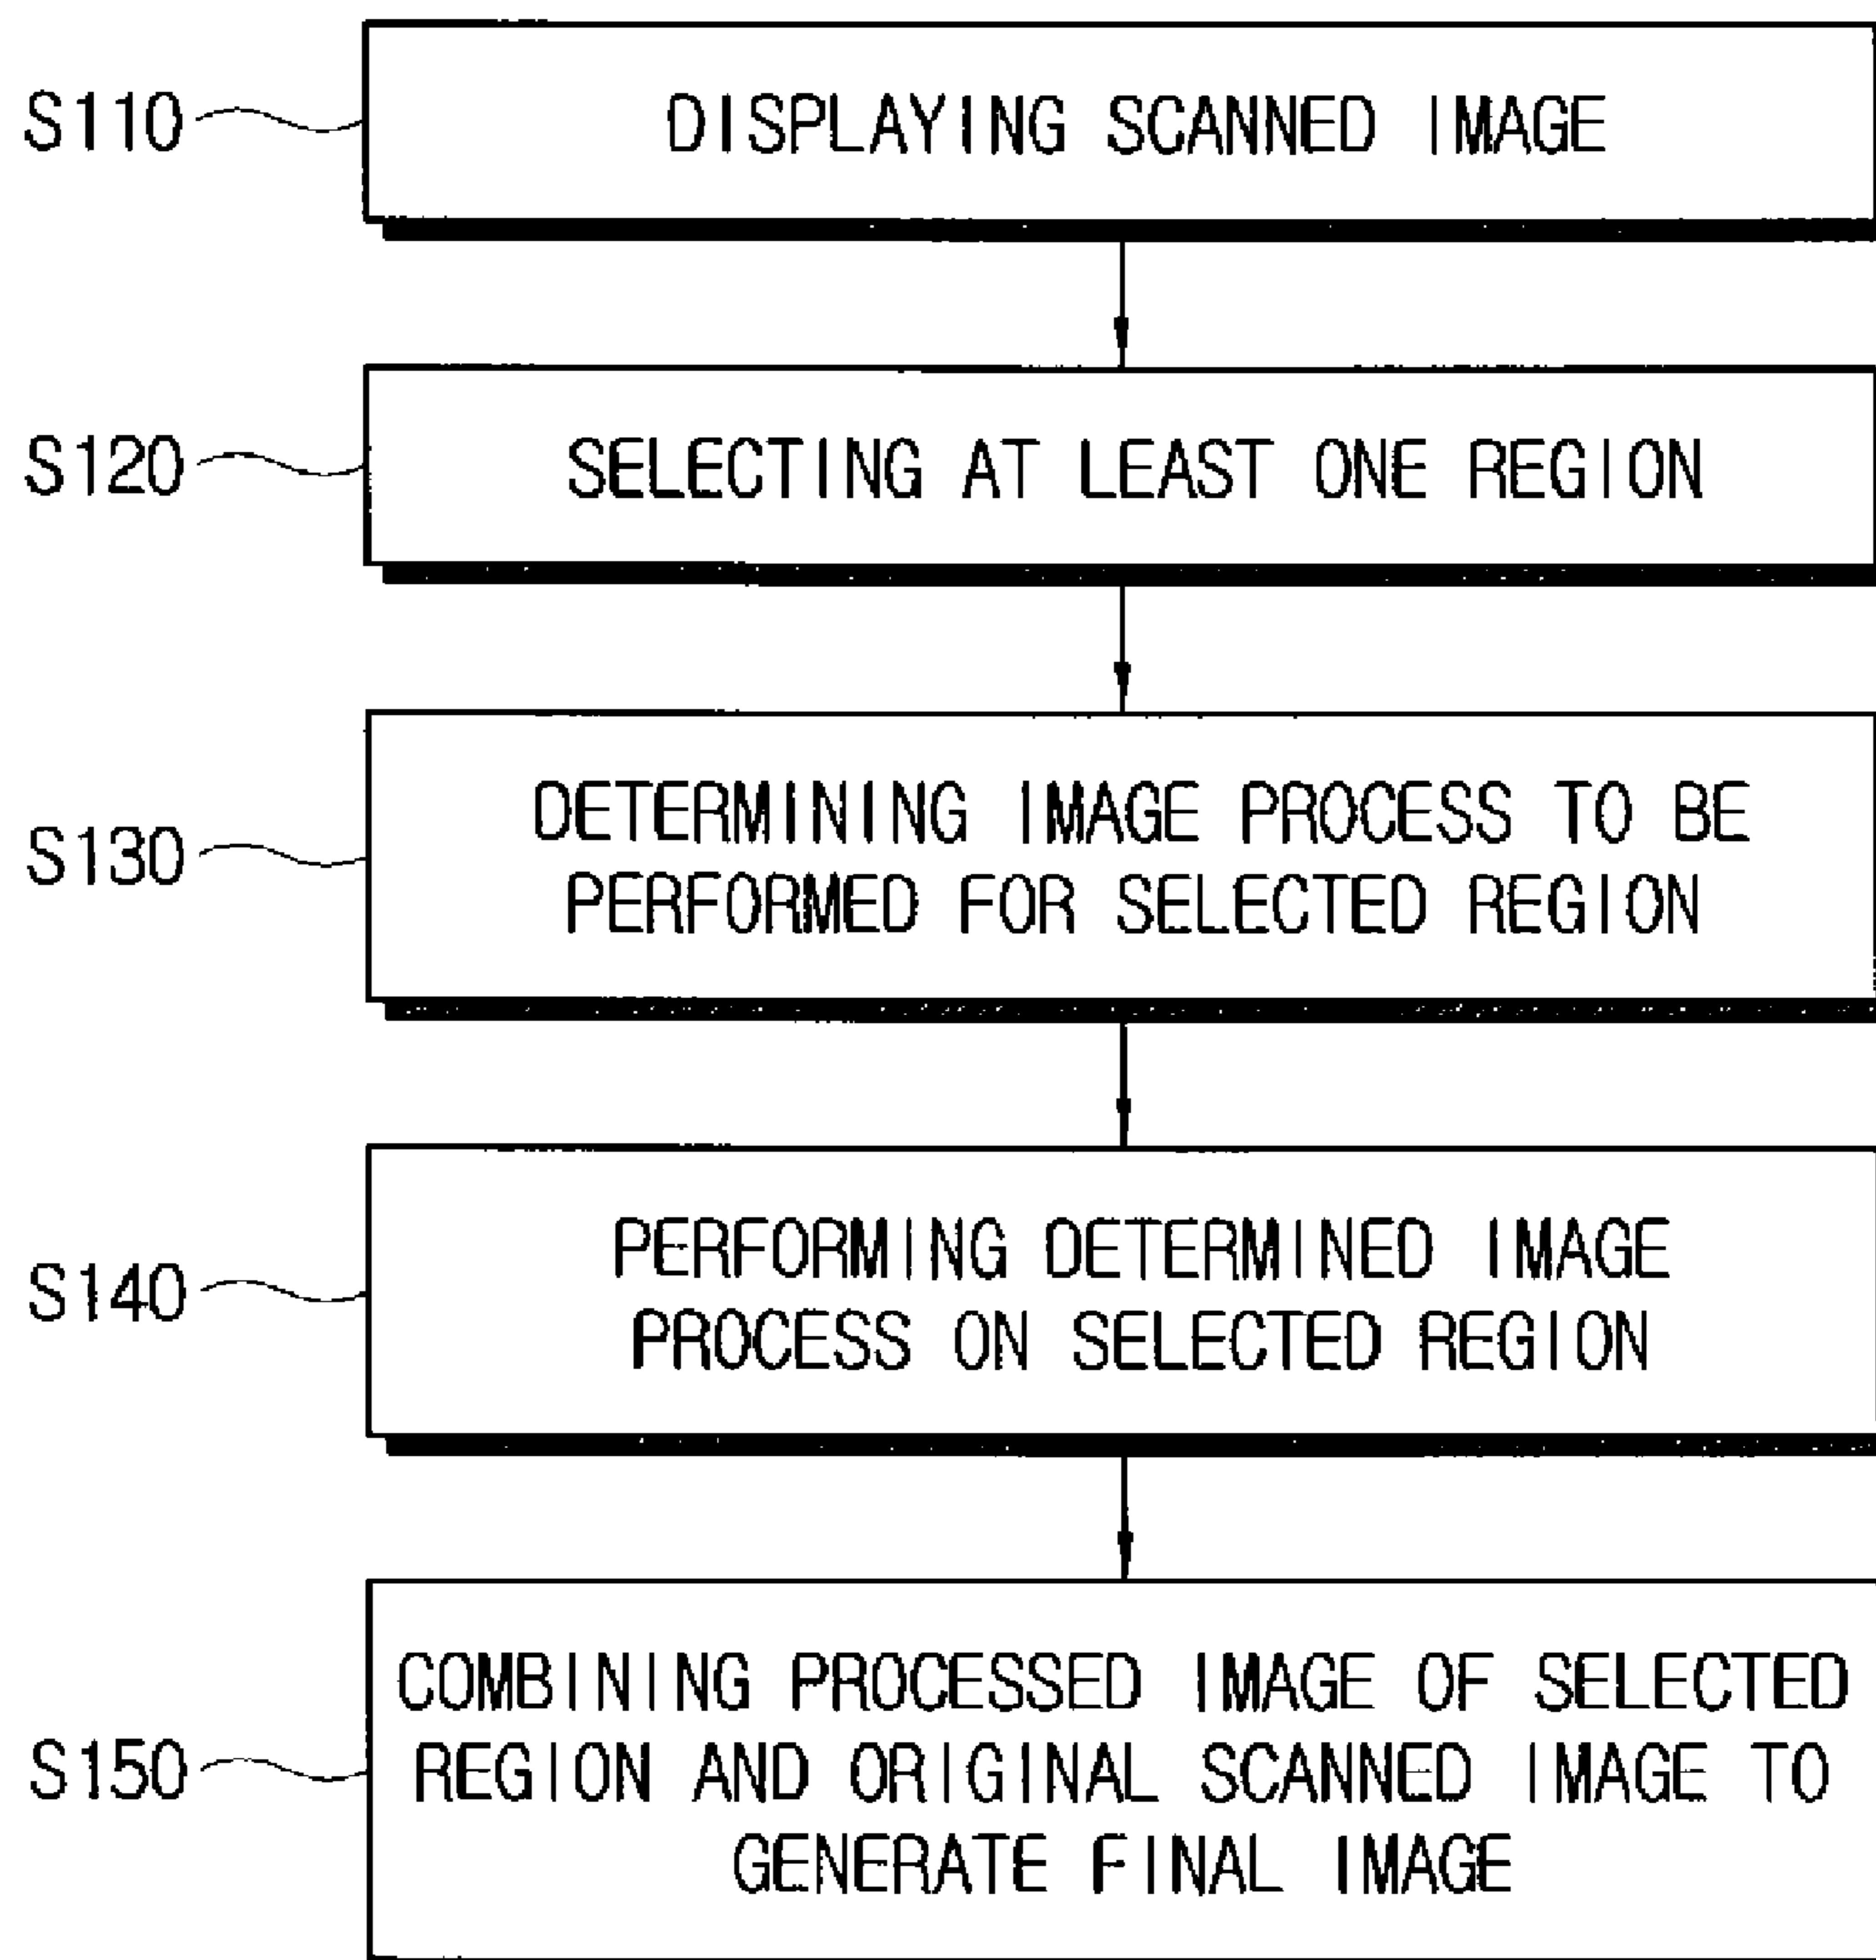 S110
DISPLAYING SCANNED IMAGE
S120
SELECTING AT LEAST ONE REGION
S130
DETERMINING IMAGE PROCESS TO BE
PERFORMED FOR SELECTED REGION
S140
PERFORMING DETERMINED IMAGE
PROCESS ON SELECTED REGION
S150
COMBINING PROCESSED IMAGE OF SELECTED
REGION AND ORIGINAL SCANNED IMAGE TO
GENERATE FINAL IMAGE